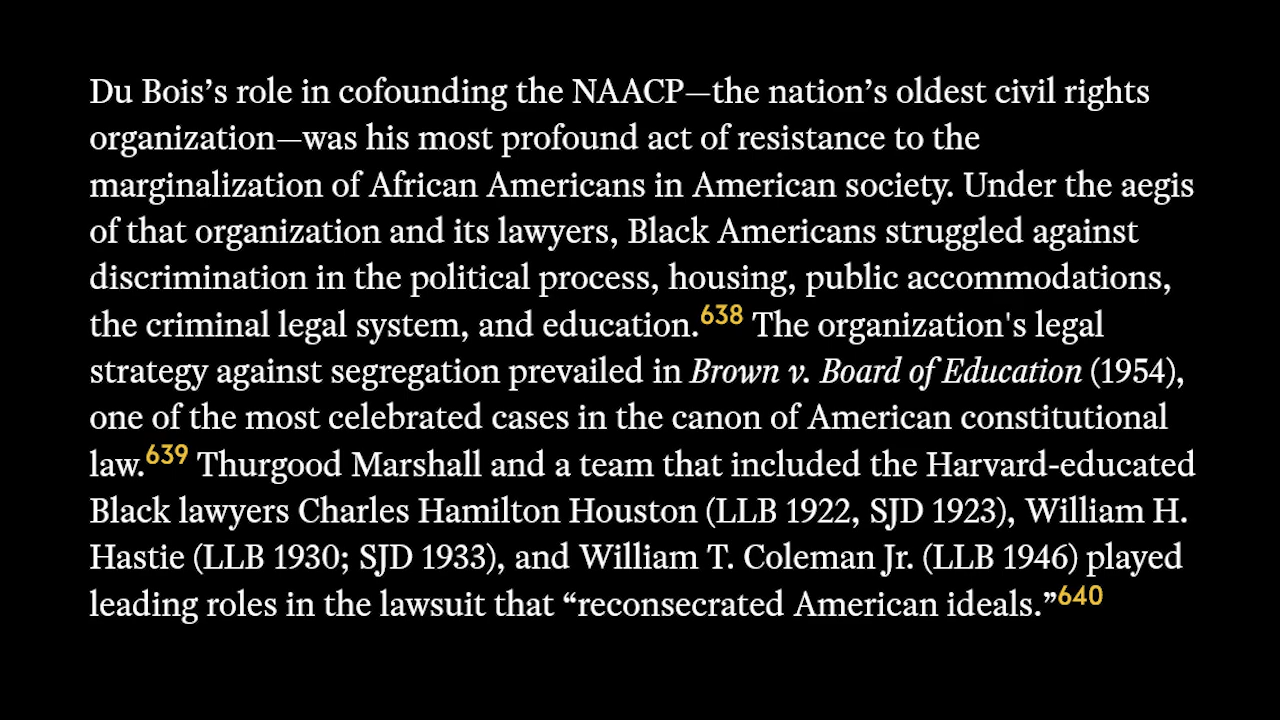 Du Bois’s role in cofounding the NAACP—the nation’s oldest civil rights
organization—was his most profound act of resistance to the
marginalization of African Americans in American society. Under the aegis
of that organization and its lawyers, Black Americans struggled against
discrimination in the political process, housing, public accommodations,
the criminal legal system, and education.638 The organization's legal
strategy against segregation prevailed in Brown v. Board of Education (1954),
one of the most celebrated cases in the canon of American constitutional
law.639 Thurgood Marshall and a team that included the Harvard-educated
Black lawyers Charles Hamilton Houston (LLB 1922, SJD 1923), William H.
Hastie (LLB 1930; SJD 1933), and William T. Coleman Jr. (LLB 1946) played
leading roles in the lawsuit that “reconsecrated American ideals.”640